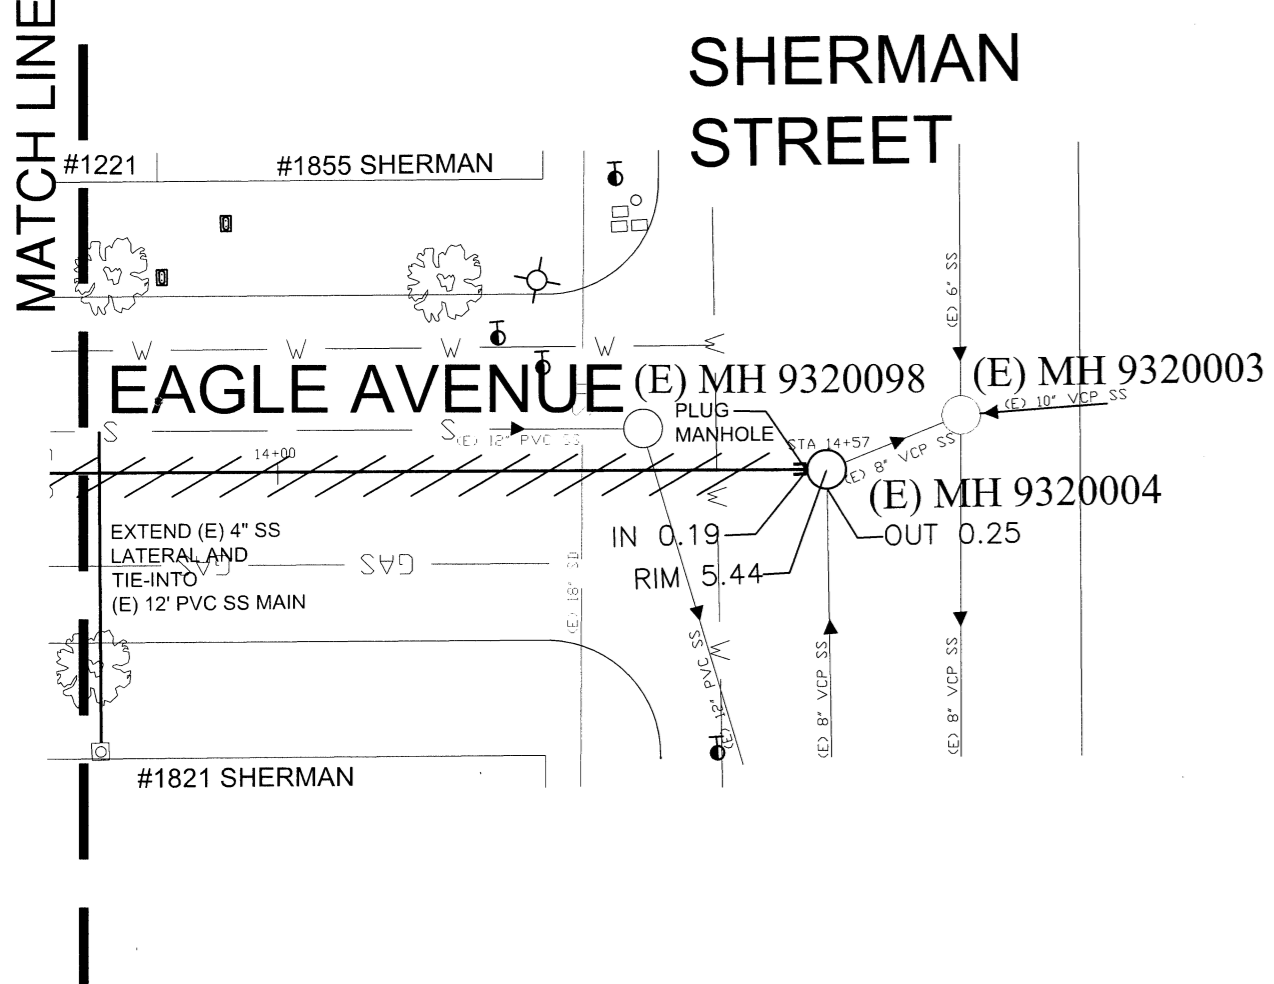 MATCH LINE
SHERMAN
STREET
#1221
#1855 SHERMAN
(E) 6" SS
W
W
W
W
W
EAGLE AVENUE
(E) MH 9320098
(E) MH 9320003
(E) 10" VCP SS
PLUG
MANHOLE
S
S
(E) 12" PVC SS
STA 14+57
(E) 8" VCP SS
14+00
W
(E) MH 9320004
IN 0.19
OUT 0.25
RIM 5.44
EXTEND (E) 4" SS
LATERAL AND
TIE-INTO
(E) 12' PVC SS MAIN
GAS
GAS
(E) 18" SD
W
(E) 12" PVC SS
(E) 8" VCP SS
(E) 8" VCP SS
#1821 SHERMAN